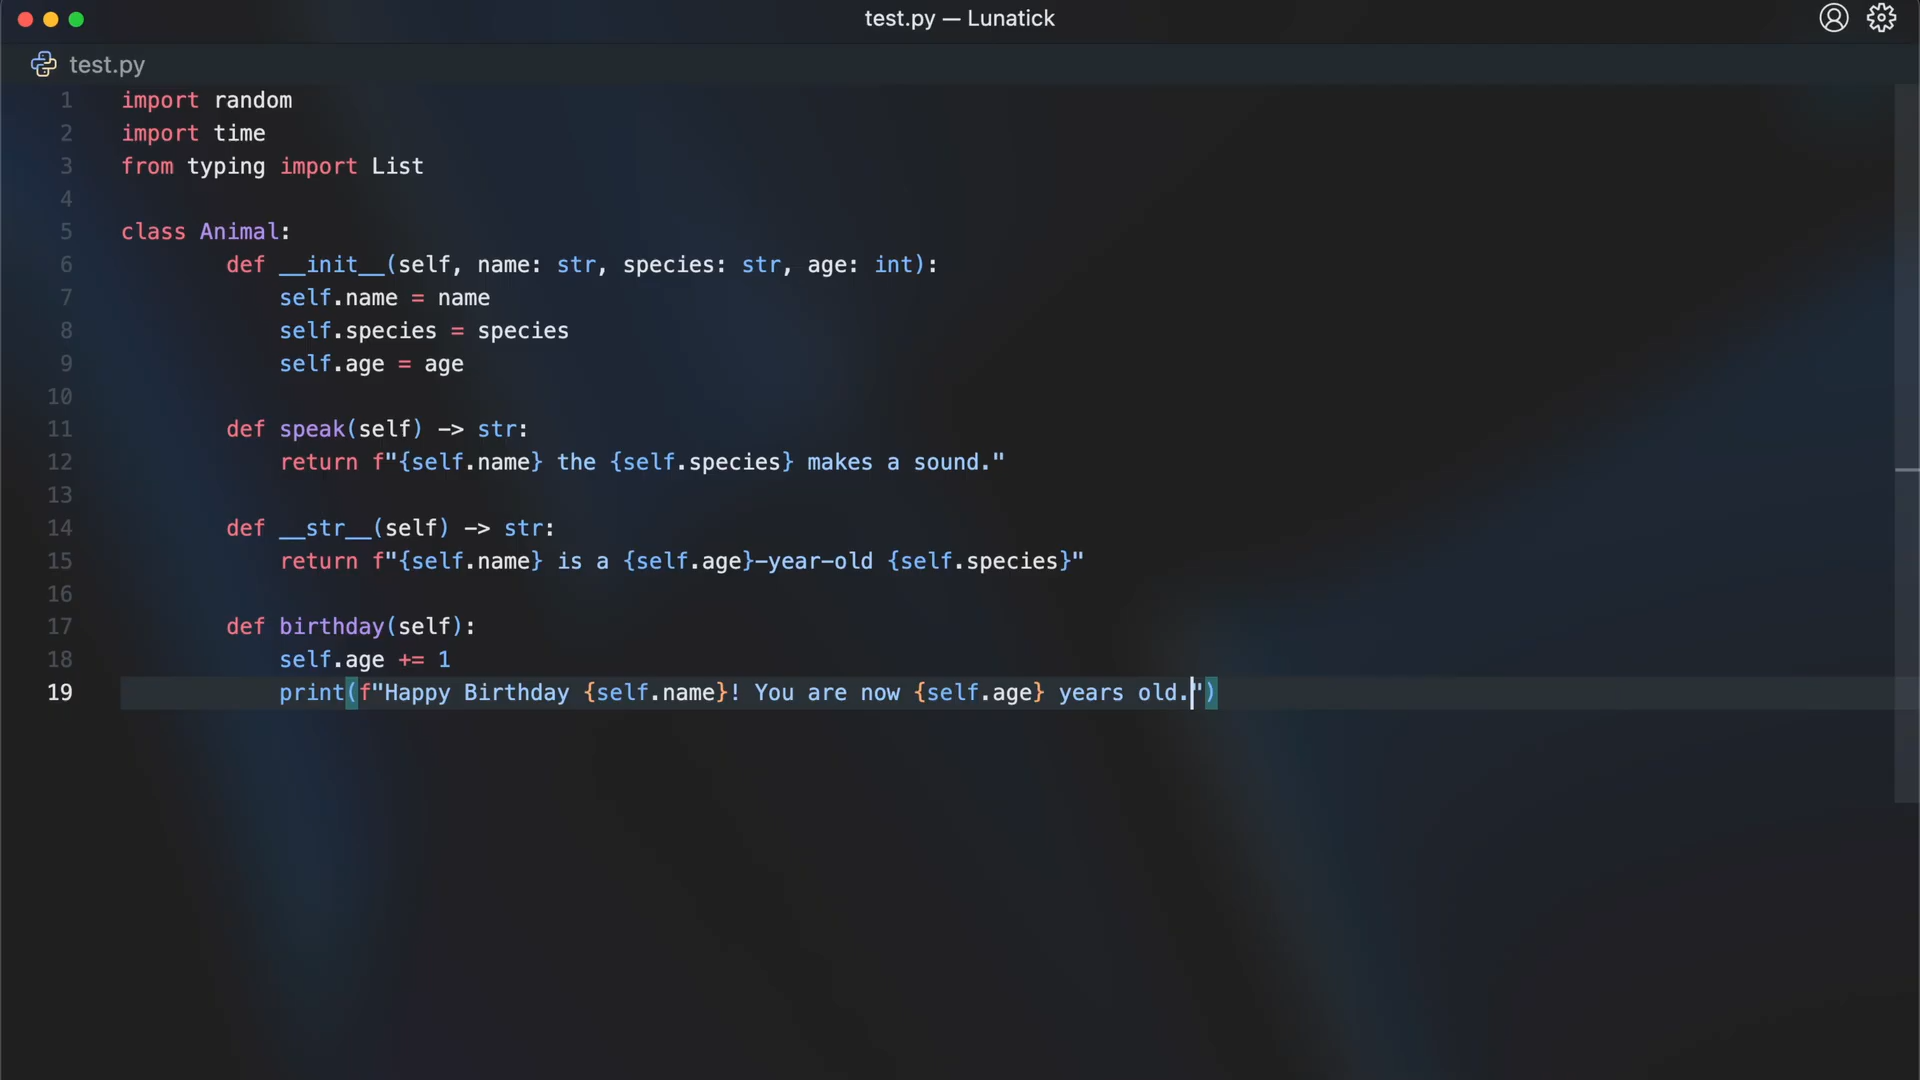 test.py — Lunatick
test.py
1 import random
2 import time
3 from typing import List
4
5 class Animal:
6 def __init__(self, name: str, species: str, age: int):
7 self.name = name
8 self.species = species
9 self.age = age
10
11 def speak(self) -> str:
12 return f"{self.name} the {self.species} makes a sound."
13
14 def __str__(self) -> str:
15 return f"{self.name} is a {self.age}-year-old {self.species}"
16
17 def birthday(self):
18 self.age += 1
19 print(f"Happy Birthday {self.name}! You are now {self.age} years old.")